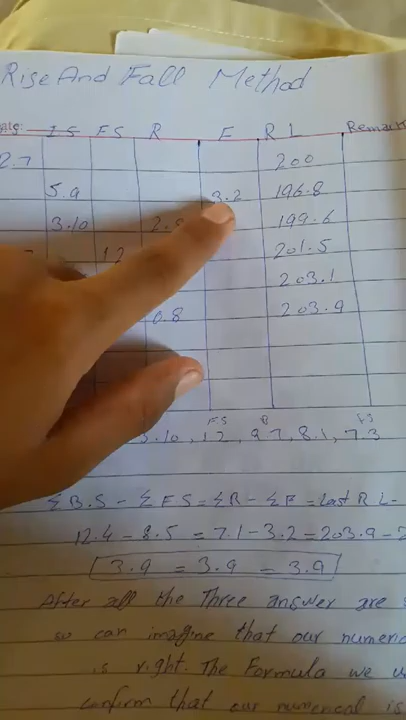 Rise And Fall Method
I.S FS R F R L Remark
2.7 200
5.9 3.2 196.8
3.10 199.6
12 201.5
203.1
0.8 203.9
FS
3.10, 12, 9.7, 8.1, 7.3
ΣB.S - ΣFS = ΣR - ΣF = Last R L -
12.4 - 8.5 = 7.1 - 3.2 = 203.9 -
3.9 = 3.9 = 3.9
After all the Three answer are
so can imagine that our numeric
is right. The Formula we u
confirm that our numerical is